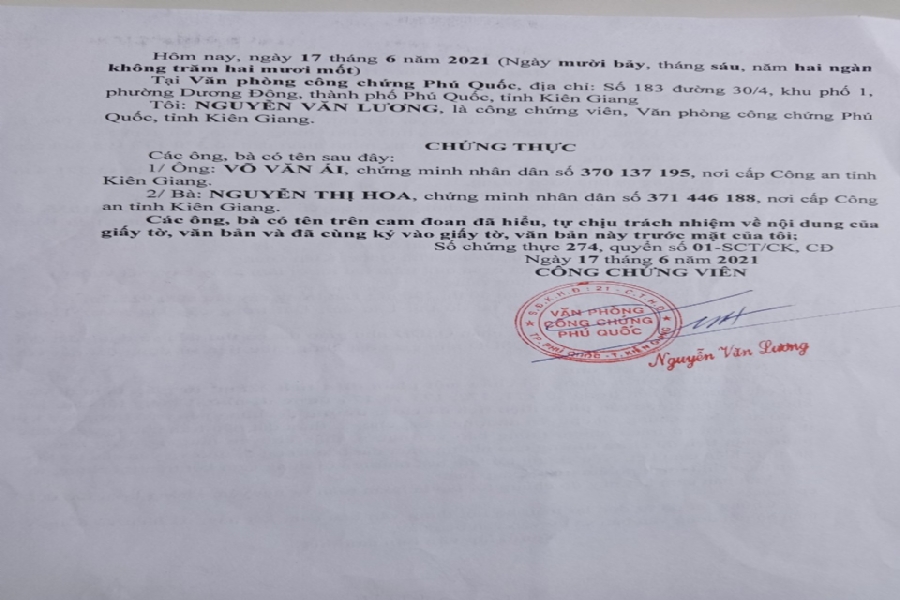 Hôm nay, ngày 17 tháng 6 năm 2021 (Ngày mười bảy, tháng sáu, năm hai ngàn
không trăm hai mươi mốt)
Tại Văn phòng công chứng Phú Quốc, địa chỉ: Số 183 đường 30/4, khu phố 1,
phường Dương Đông, thành phố Phú Quốc, tỉnh Kiên Giang
Tôi: NGUYỄN VĂN LƯƠNG, là công chứng viên, Văn phòng công chứng Phú
Quốc, tỉnh Kiên Giang.
CHỨNG THỰC
Các ông, bà có tên sau đây:
1/ Ông: VÕ VĂN ÁI, chứng minh nhân dân số 370 137 195, nơi cấp Công an tỉnh
Kiên Giang.
2/ Bà: NGUYỄN THỊ HOA, chứng minh nhân dân số 371 446 188, nơi cấp Công
an tỉnh Kiên Giang.
Các ông, bà có tên trên cam đoan đã hiểu, tự chịu trách nhiệm về nội dung của
giấy tờ, văn bản và đã cùng ký vào giấy tờ, văn bản này trước mặt của tôi;
Số chứng thực 274, quyển số 01-SCT/CK, CĐ
Ngày 17 tháng 6 năm 2021
CÔNG CHỨNG VIÊN
VĂN PHÒNG
CÔNG CHỨNG
PHÚ QUỐC
TP. PHÚ QUỐC - T. KIÊN GIANG
Nguyễn Văn Lương